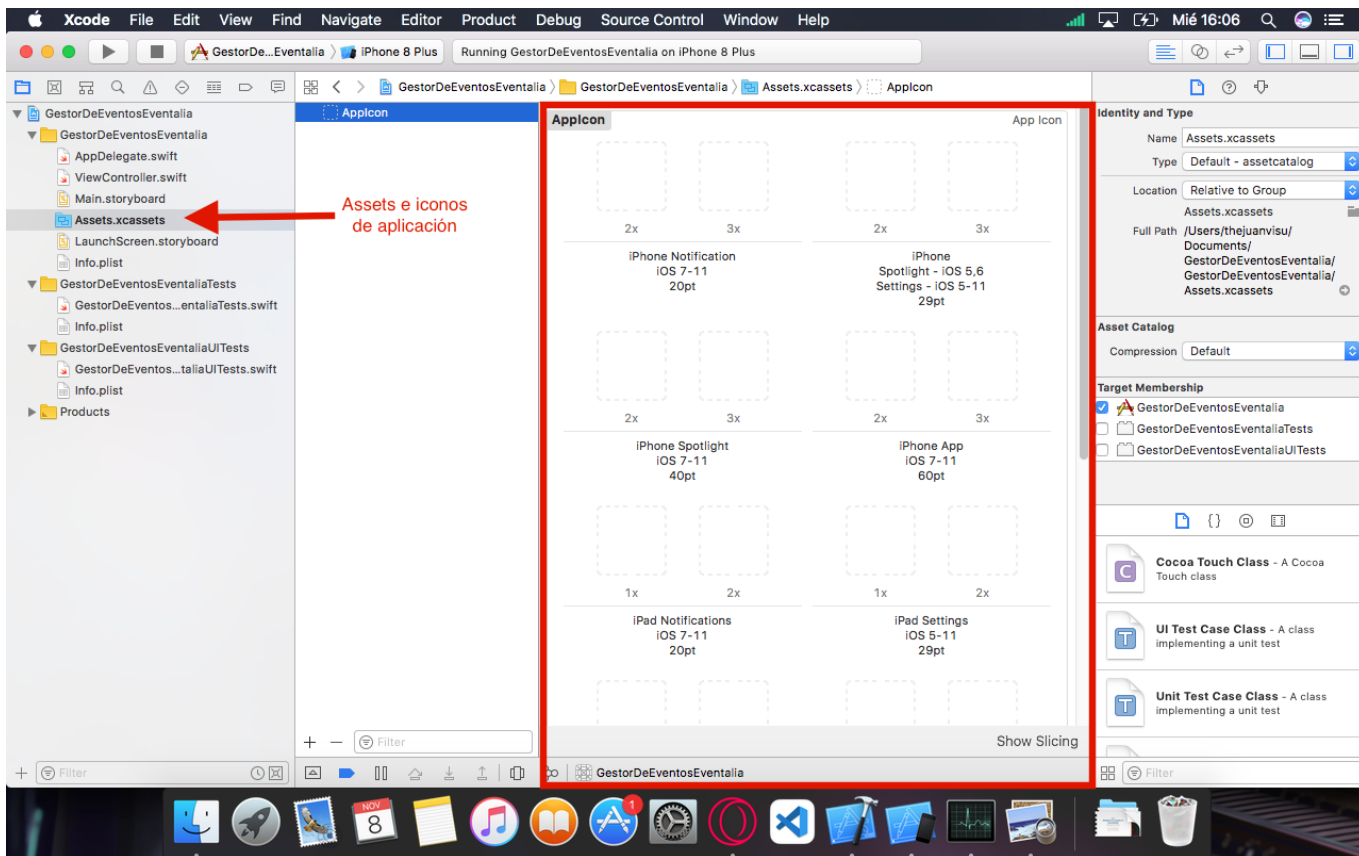 Xcode File Edit View Find Navigate Editor Product Debug Source Control Window Help Mié 16:06
GestorDe...Eventalia iPhone 8 Plus Running GestorDeEventosEventalia on iPhone 8 Plus
GestorDeEventosEventalia GestorDeEventosEventalia Assets.xcassets AppIcon
GestorDeEventosEventalia
GestorDeEventosEventalia
AppDelegate.swift
ViewController.swift
Main.storyboard
Assets.xcassets
LaunchScreen.storyboard
Info.plist
GestorDeEventosEventaliaTests
GestorDeEventos...entaliaTests.swift
Info.plist
GestorDeEventosEventaliaUITests
GestorDeEventos...taliaUITests.swift
Info.plist
Products
Filter
AppIcon
Assets e iconos
de aplicación
Filter
AppIcon App Icon
2x 3x 2x 3x
iPhone Notification
iOS 7-11
20pt
iPhone
Spotlight - iOS 5,6
Settings - iOS 5-11
29pt
2x 3x 2x 3x
iPhone Spotlight
iOS 7-11
40pt
iPhone App
iOS 7-11
60pt
1x 2x 1x 2x
iPad Notifications
iOS 7-11
20pt
iPad Settings
iOS 5-11
29pt
Show Slicing
GestorDeEventosEventalia
Identity and Type
Name Assets.xcassets
Type Default - assetcatalog
Location Relative to Group
Assets.xcassets
Full Path /Users/thejuanvisu/
Documents/
GestorDeEventosEventalia/
GestorDeEventosEventalia/
Assets.xcassets
Asset Catalog
Compression Default
Target Membership
GestorDeEventosEventalia
GestorDeEventosEventaliaTests
GestorDeEventosEventaliaUITests
{}
C
Cocoa Touch Class - A Cocoa
Touch class
T
UI Test Case Class - A class
implementing a unit test
T
Unit Test Case Class - A class
implementing a unit test
Filter
NOV
8
1